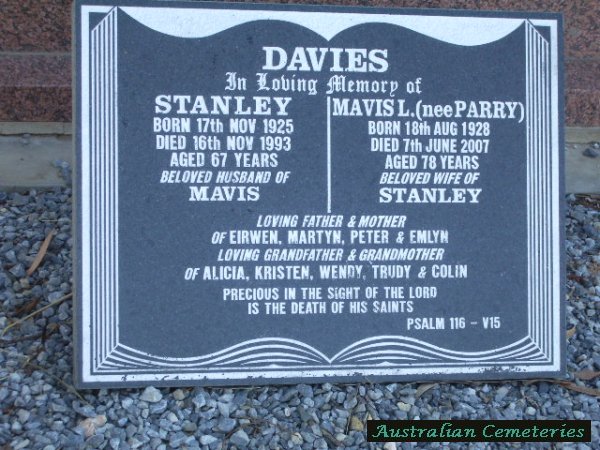 DAVIES
In Loving Memory of
STANLEY
BORN 17th NOV 1925
DIED 16th NOV 1993
AGED 67 YEARS
BELOVED HUSBAND OF
MAVIS
MAVIS L. (nee PARRY)
BORN 18th AUG 1928
DIED 7th JUNE 2007
AGED 78 YEARS
BELOVED WIFE OF
STANLEY
LOVING FATHER & MOTHER
OF EIRWEN, MARTYN, PETER & EMLYN
LOVING GRANDFATHER & GRANDMOTHER
OF ALICIA, KRISTEN, WENDY, TRUDY & COLIN
PRECIOUS IN THE SIGHT OF THE LORD
IS THE DEATH OF HIS SAINTS
PSALM 116 - V15
Australian Cemeteries